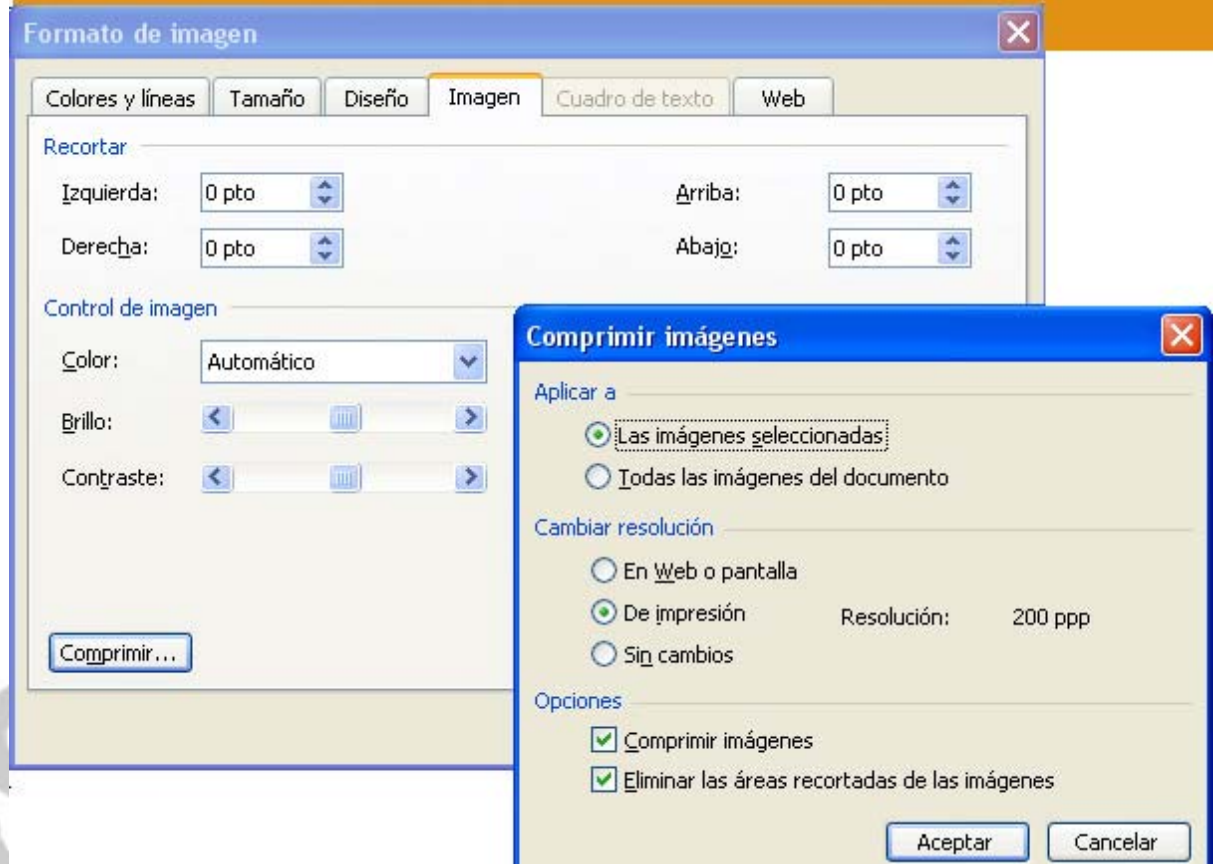 Formato de imagen
Colores y líneas Tamaño Diseño Imagen Cuadro de texto Web
Recortar
Izquierda: 0 pto Arriba: 0 pto
Derecha: 0 pto Abajo: 0 pto
Control de imagen
Color: Automático
Brillo:
Contraste:
Comprimir...
Comprimir imágenes
Aplicar a
Las imágenes seleccionadas
Todas las imágenes del documento
Cambiar resolución
En Web o pantalla
De impresión Resolución: 200 ppp
Sin cambios
Opciones
Comprimir imágenes
Eliminar las áreas recortadas de las imágenes
Aceptar Cancelar